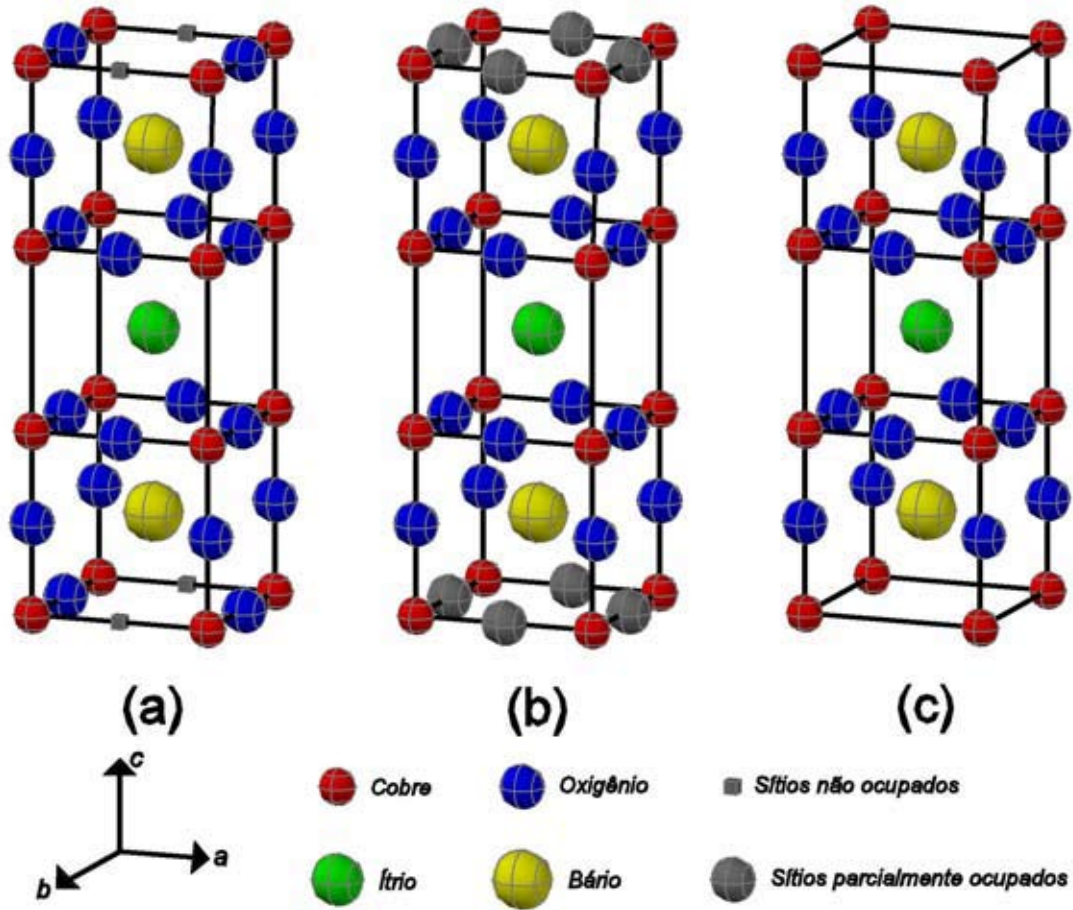 (a) (b) (c)
c
a
b
Cobre Oxigênio Sítios não ocupados
Ítrio Bário Sítios parcialmente ocupados